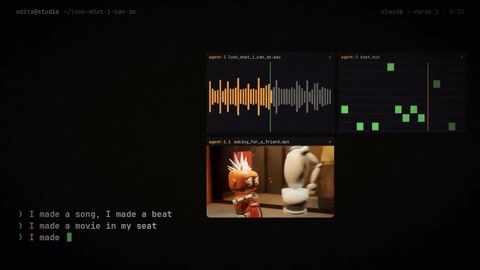 adita@studio ~/look-what-i-can-do
claude · verse 1 · 0:31
agent-1 look_what_i_can_do.wav
agent-2 beat.mid
agent-1.1 asking_for_a_friend.mp4
❯ I made a song, I made a beat
❯ I made a movie in my seat
❯ I made